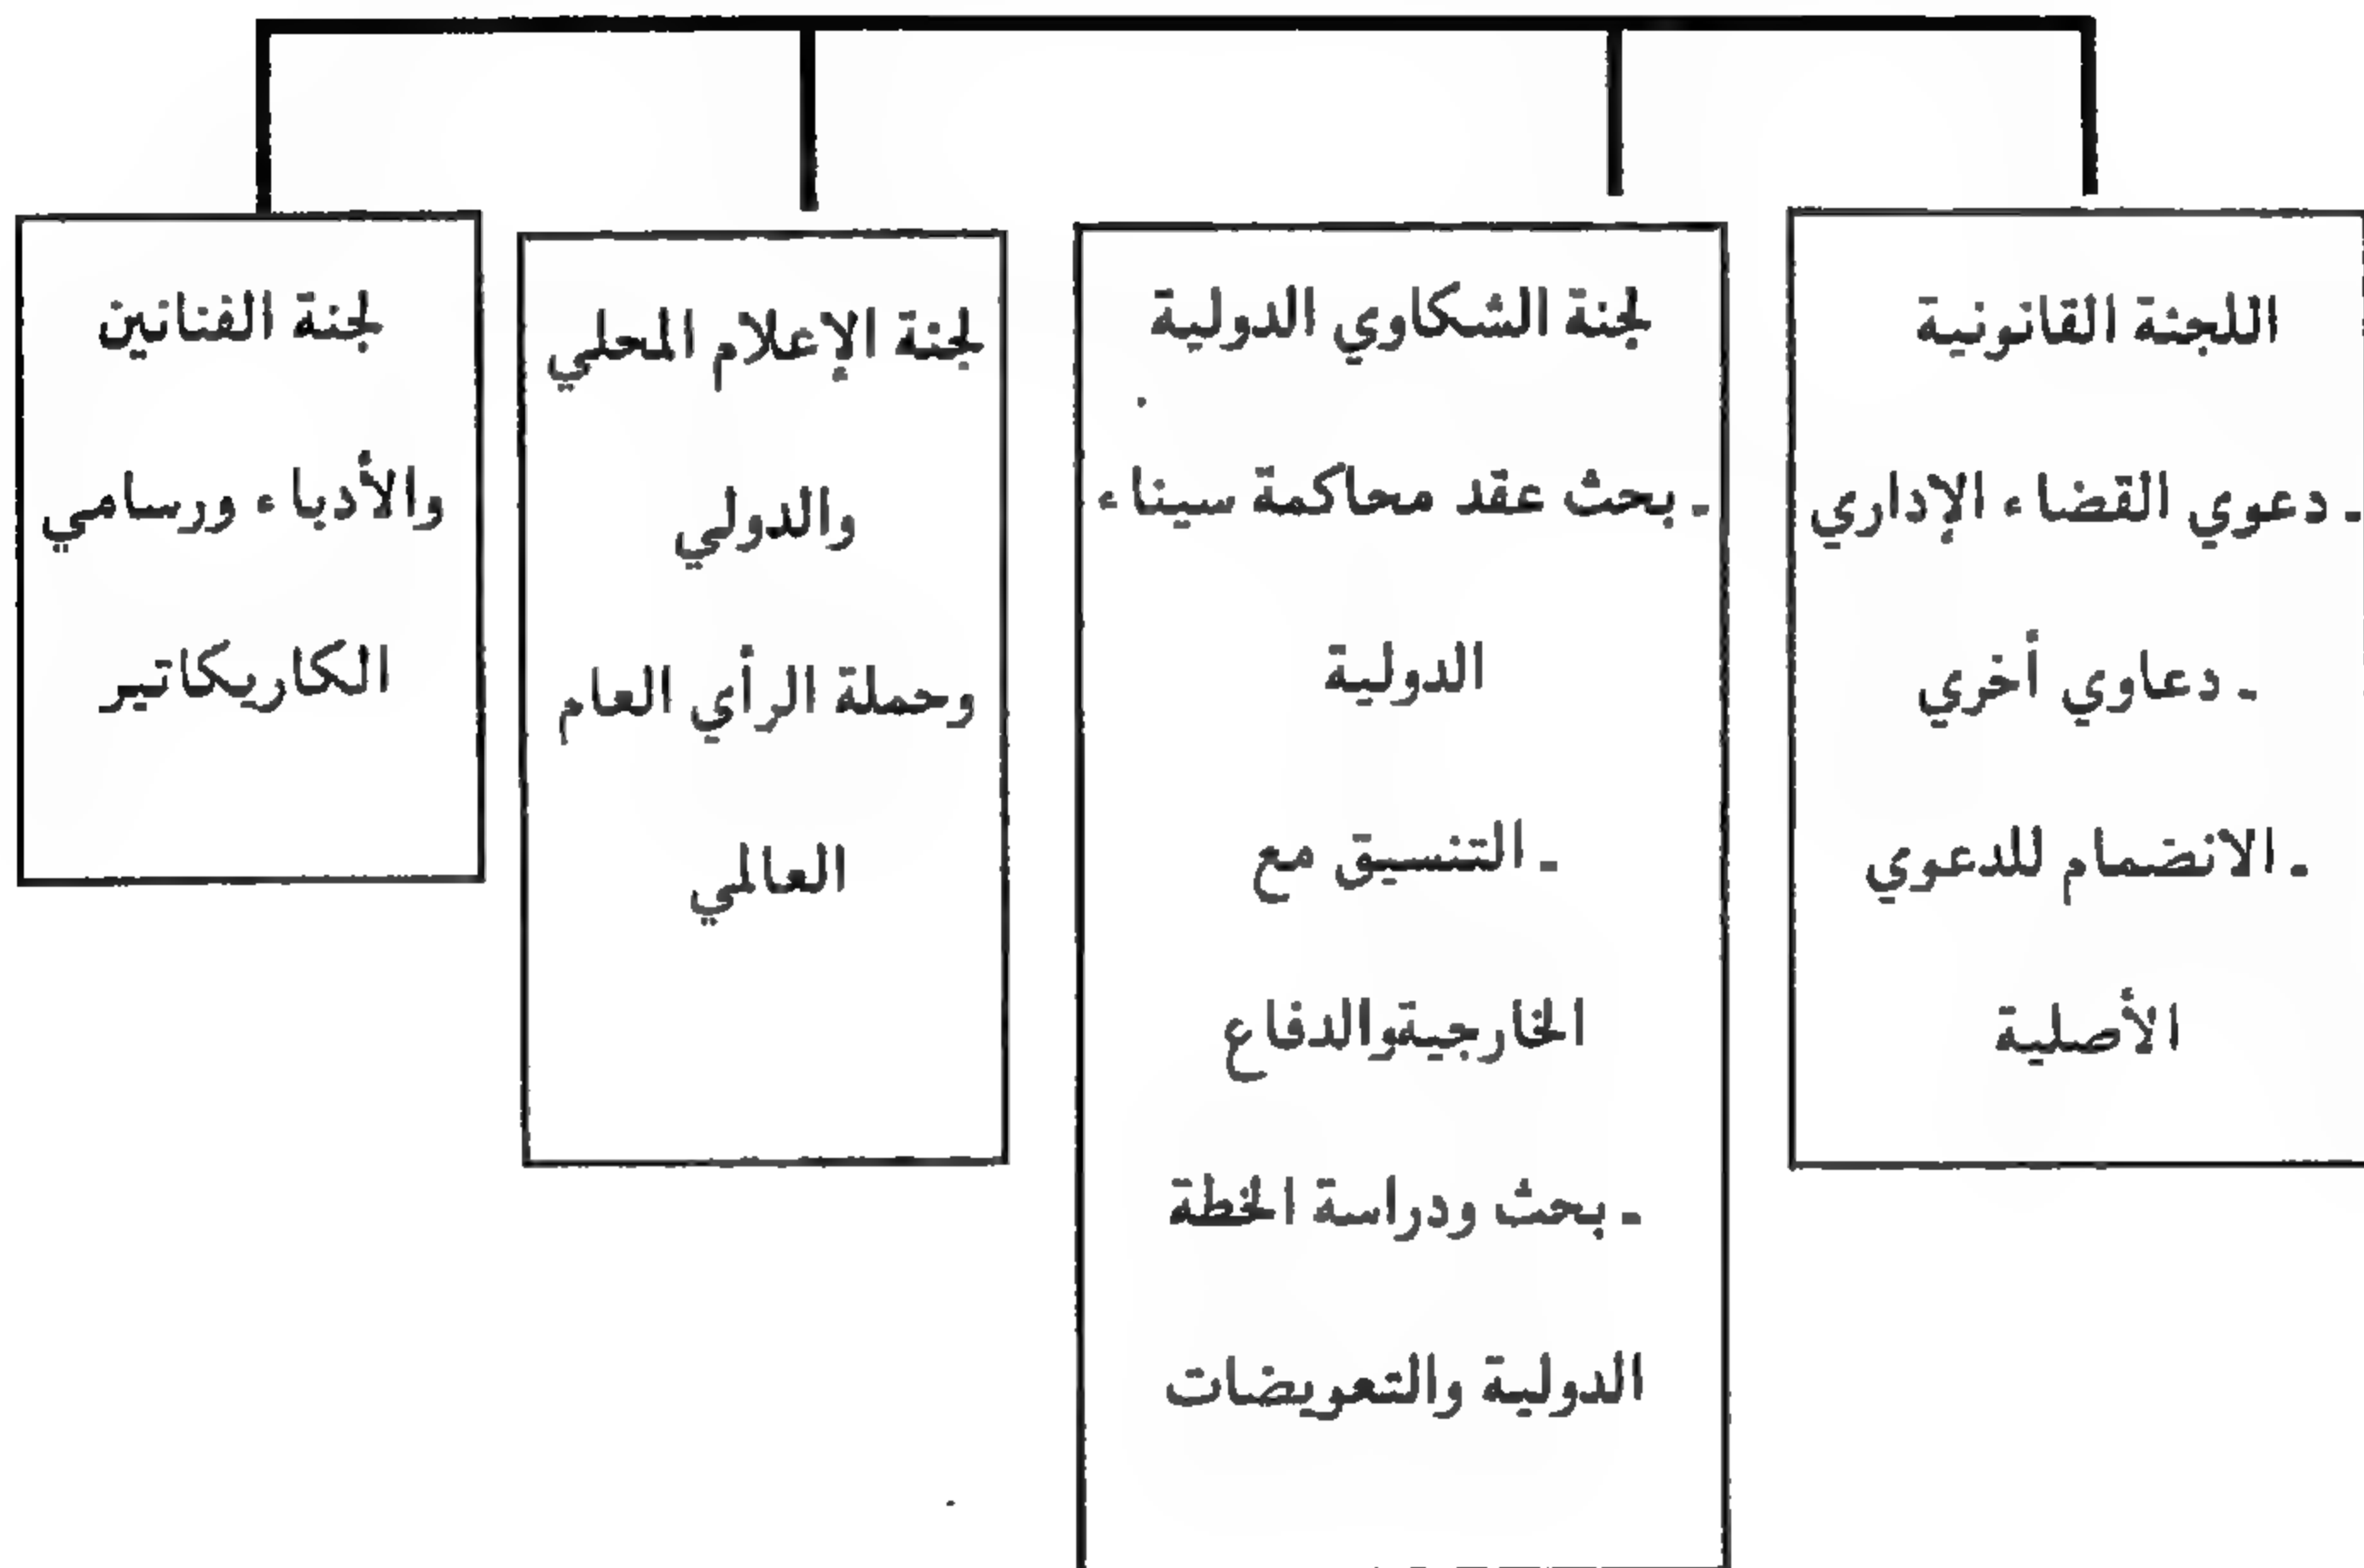 اللجنة القانونية
ـ دعوي القضاء الإداري
ـ دعاوي أخري
ـ الانضمام للدعوي
الأصلية
لجنة الشكاوي الدولية
ـ بحث عقد محاكمة سيناء
الدولية
ـ التنسيق مع
الخارجيةوالدفاع
ـ بحث ودراسة الخطة
الدولية والتعويضات
لجنة الإعلام المحلي
والدولي
وحملة الرأي العام
العالمي
لجنة الفنانين
والأدباء ورسامي
الكاريكاتير